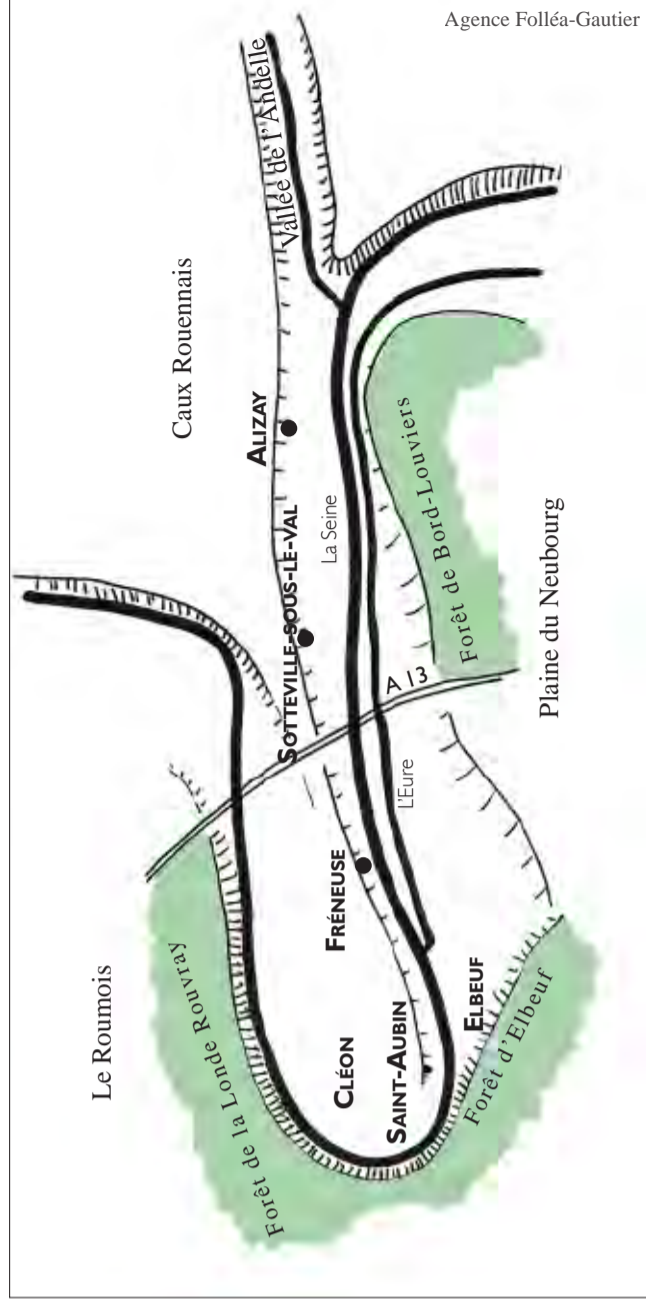 Agence Folléa-Gautier
Vallée de l'Andelle
Caux Rouennais
ALIZAY
SOTTEVILLE-SOUS-LE-VAL
La Seine
Forêt de Bord-Louviers
A 13
Plaine du Neubourg
L'Eure
FRÉNEUSE
Le Roumois
Forêt de la Londe Rouvray
CLÉON
SAINT-AUBIN
ELBEUF
Forêt d'Elbeuf